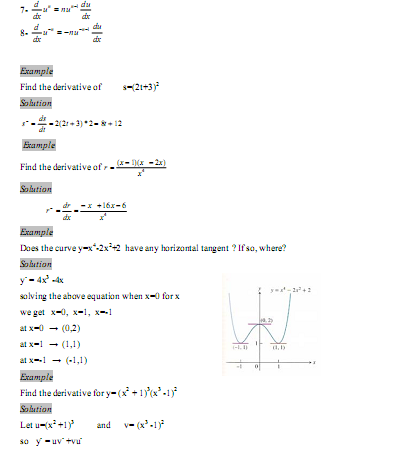 7- d/dx u^n = nu^(n-1) du/dx
8- d/dx u^-n = -nu^(-n-1) du/dx
Example
Find the derivative of s=(2t+3)²
Solution
s' = ds/dt = 2(2t + 3) * 2 = 8t + 12
Example
Find the derivative of r = (x - 1)(x - 2x) / x⁴
Solution
r' = dr/dx = -x +16x - 6 / x⁴
Example
Does the curve y=x⁴-2x²+2 have any horizontal tangent ? If so, where?
Solution
y' = 4x³ -4x
solving the above equation when x=0 for x
we get x=0, x=1, x=-1
at x=0 → (0,2)
at x=1 → (1,1)
at x=-1 → (-1,1)
y = x⁴ - 2x² + 2
y
(0, 2)
1
(-1, 1) (1, 1)
-1 0 1 x
Example
Find the derivative for y= (x² + 1)³(x³ -1)²
Solution
Let u=(x² +1)³ and v= (x³ -1)²
so y' =uv' +vu'